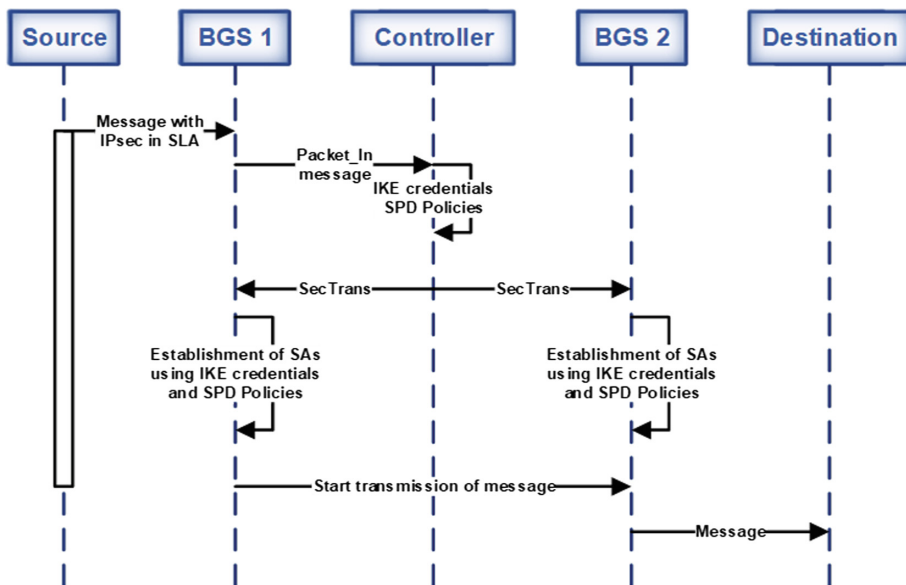 Source
BGS 1
Controller
BGS 2
Destination
Message with
IPsec in SLA
Packet_In
message
IKE credentials
SPD Policies
SecTrans
SecTrans
Establishment of SAs
using IKE credentials
and SPD Policies
Establishment of SAs
using IKE credentials
and SPD Policies
Start transmission of message
Message